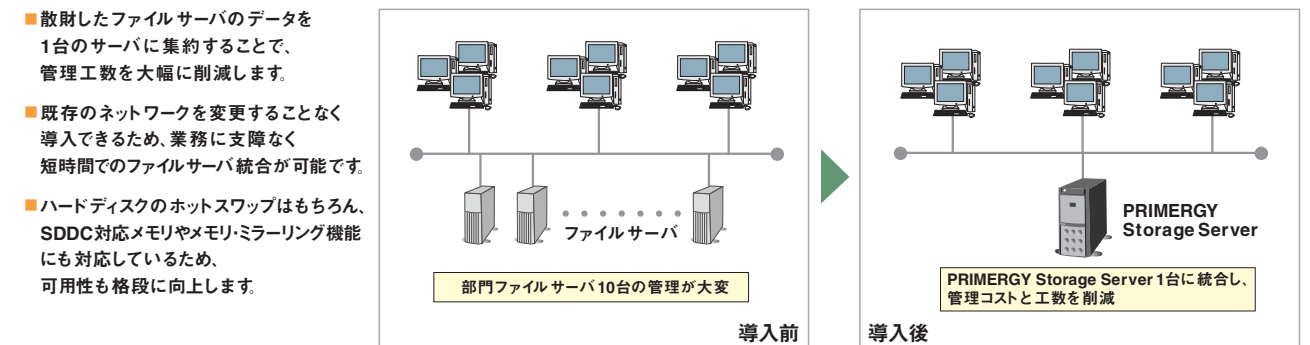 ■散財したファイルサーバのデータを
1台のサーバに集約することで、
管理工数を大幅に削減します。
■既存のネットワークを変更することなく
導入できるため、業務に支障なく
短時間でのファイルサーバ統合が可能です。
■ハードディスクのホットスワップはもちろん、
SDDC対応メモリやメモリ・ミラーリング機能
にも対応しているため、
可用性も格段に向上します。
ファイルサーバ
部門ファイルサーバ10台の管理が大変
導入前
PRIMERGY
Storage Server
PRIMERGY Storage Server 1台に統合し、
管理コストと工数を削減
導入後